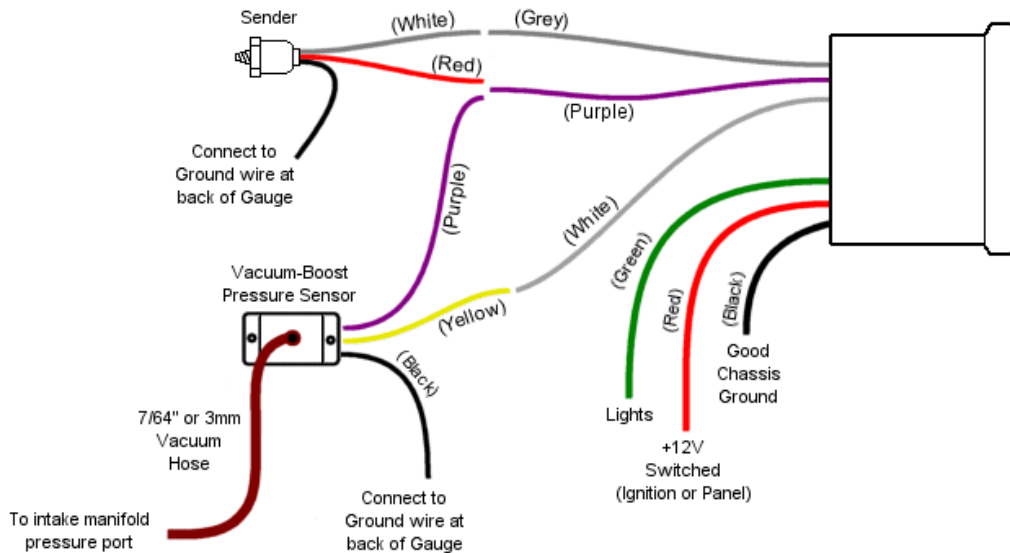 Sender
(White)
(Grey)
(Red)
(Purple)
Connect to
Ground wire at
back of Gauge
(Purple)
(White)
Vacuum-Boost
Pressure Sensor
(Yellow)
(Black)
(Green)
(Red)
(Black)
Good
Chassis
Ground
Lights
+12V
Switched
(Ignition or Panel)
7/64" or 3mm
Vacuum
Hose
Connect to
Ground wire at
back of Gauge
To intake manifold
pressure port